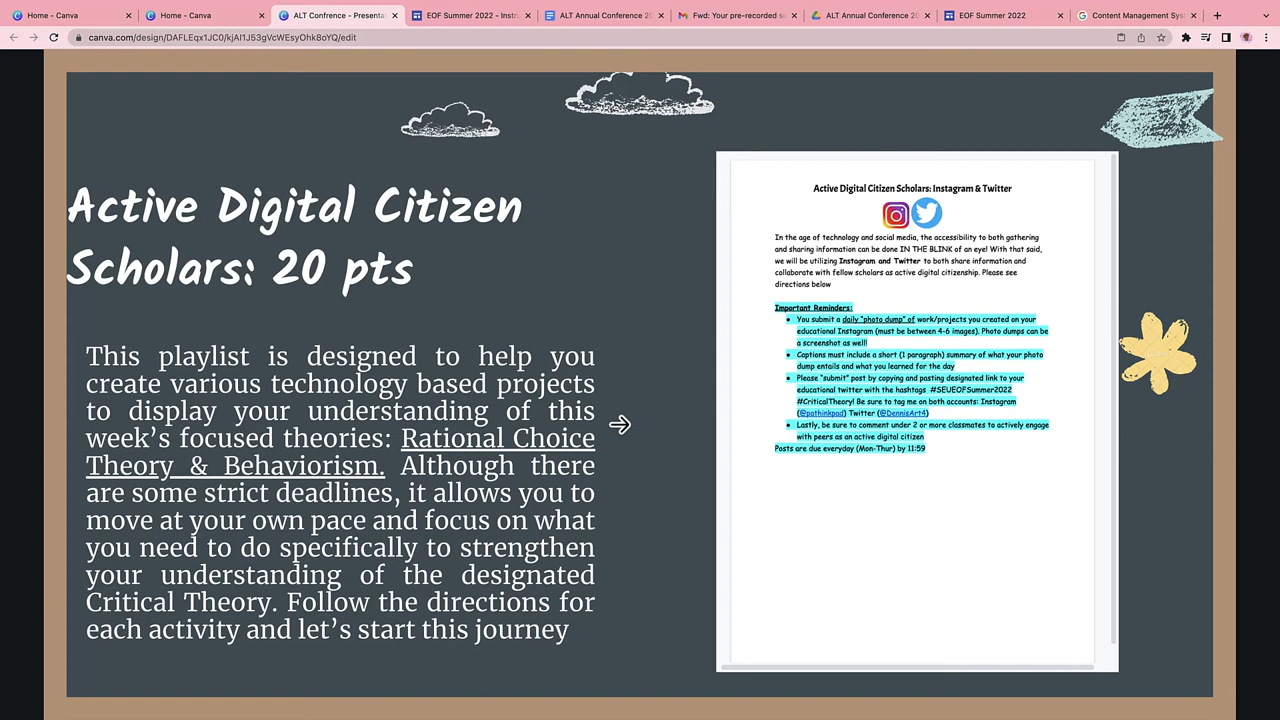 Home - Canva
Home - Canva
ALT Confrence - Presenta
EOF Summer 2022 - Instr
ALT Annual Conference 20
Fwd: Your pre-recorded s
ALT Annual Conference 20
EOF Summer 2022
Content Management Sys
canva.com/design/DAFLEqx1JC0/kjAI1J53gVcWEsyOhk8oYQ/edit
Active Digital Citizen
Scholars: 20 pts
This playlist is designed to help you
create various technology based projects
to display your understanding of this
week's focused theories: Rational Choice
Theory & Behaviorism. Although there
are some strict deadlines, it allows you to
move at your own pace and focus on what
you need to do specifically to strengthen
your understanding of the designated
Critical Theory. Follow the directions for
each activity and let's start this journey
Active Digital Citizen Scholars: Instagram & Twitter
In the age of technology and social media, the accessibility to both gathering
and sharing information can be done IN THE BLINK of an eye! With that said,
we will be utilizing Instagram and Twitter to both share information and
collaborate with fellow scholars as active digital citizenship. Please see
directions below
Important Reminders:
You submit a daily "photo dump" of work/projects you created on your
educational Instagram (must be between 4-6 images). Photo dumps can be
a screenshot as well!
Captions must include a short (1 paragraph) summary of what your photo
dump entails and what you learned for the day
Please "submit" post by copying and pasting designated link to your
educational twitter with the hashtags #SEUEOFSummer2022
#CriticalTheory! Be sure to tag me on both accounts: Instagram
(@pathinkpad) Twitter (@DennisArt4)
Lastly, be sure to comment under 2 or more classmates to actively engage
with peers as an active digital citizen
Posts are due everyday (Mon-Thur) by 11:59